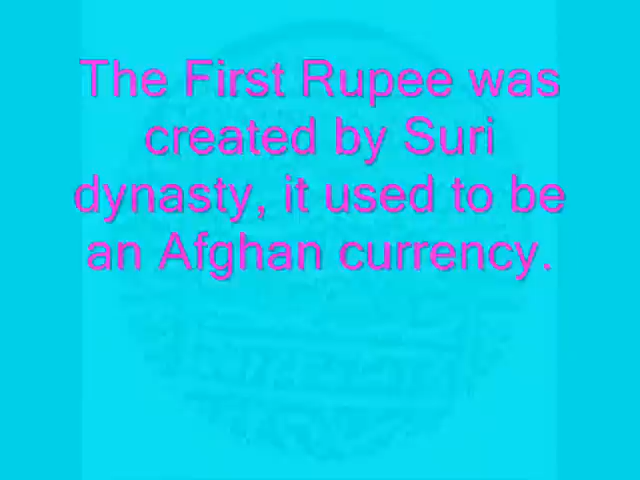 The First Rupee was
created by Suri
dynasty, it used to be
an Afghan currency.